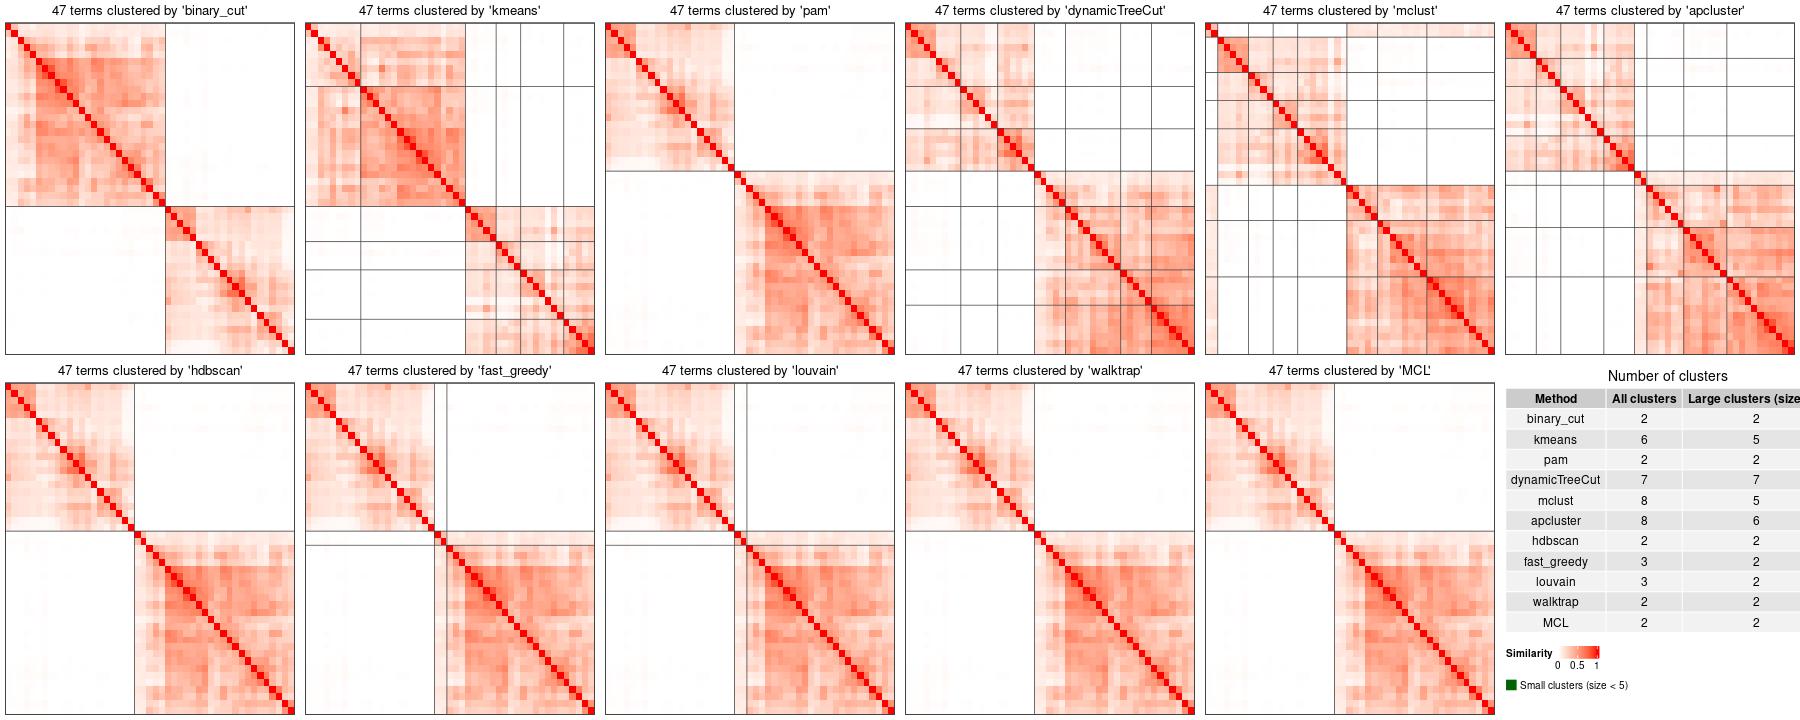 47 terms clustered by 'binary_cut'
47 terms clustered by 'kmeans'
47 terms clustered by 'pam'
47 terms clustered by 'dynamicTreeCut'
47 terms clustered by 'mclust'
47 terms clustered by 'apcluster'
47 terms clustered by 'hdbscan'
47 terms clustered by 'fast_greedy'
47 terms clustered by 'louvain'
47 terms clustered by 'walktrap'
47 terms clustered by 'MCL'
Number of clusters
Method All clusters Large clusters (size
binary_cut 2 2
kmeans 6 5
pam 2 2
dynamicTreeCut 7 7
mclust 8 5
apcluster 8 6
hdbscan 2 2
fast_greedy 3 2
louvain 3 2
walktrap 2 2
MCL 2 2
Similarity
0 0.5 1
Small clusters (size < 5)